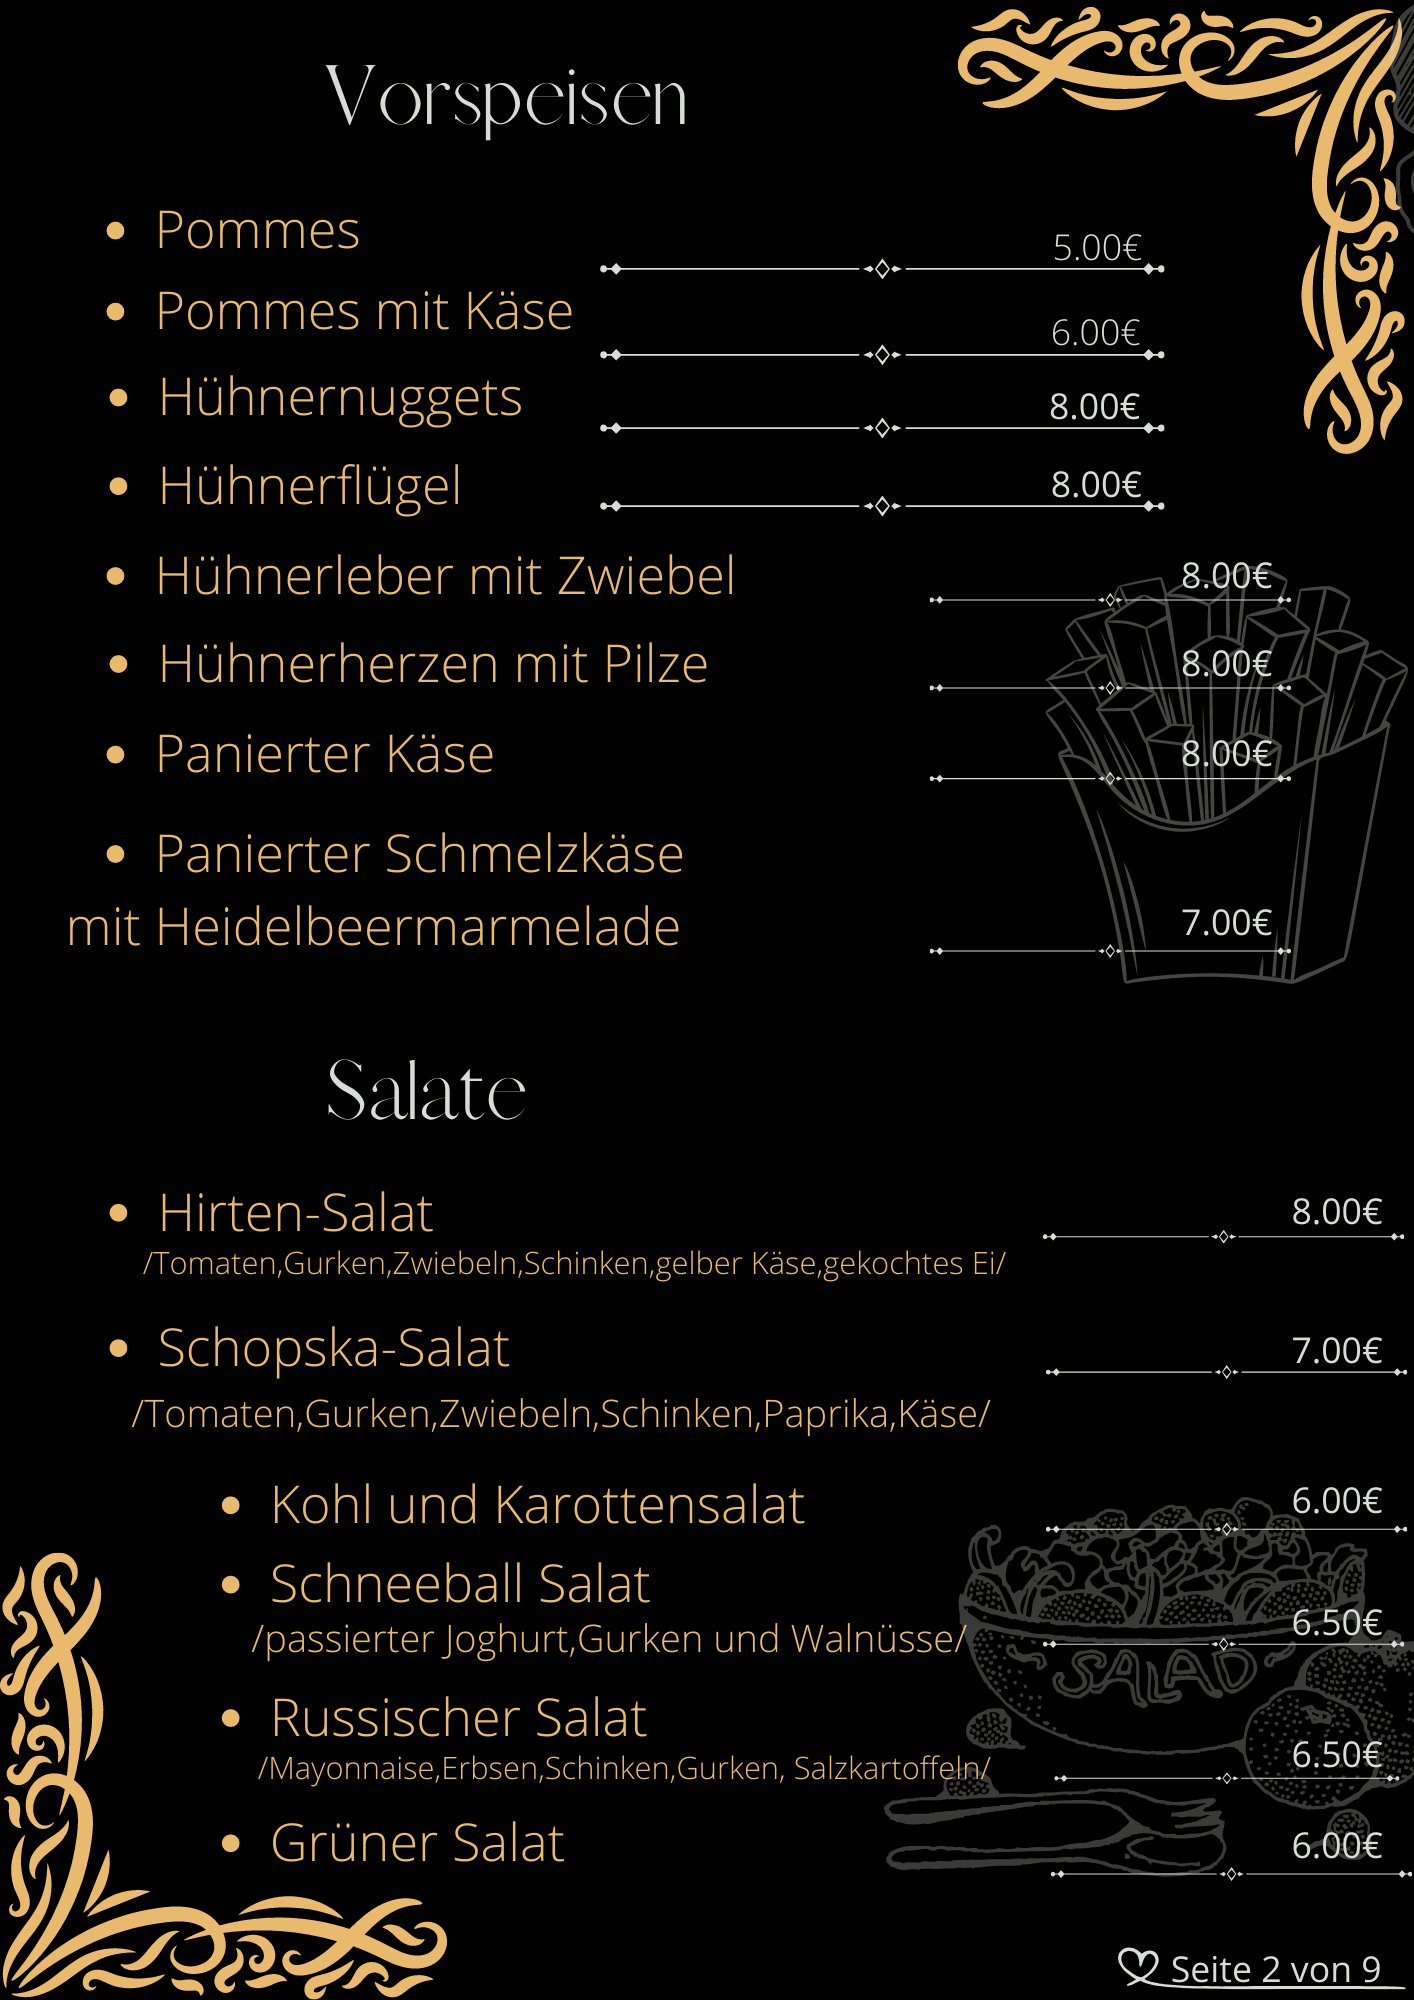 Vorspeisen
Pommes 5.00€
Pommes mit Käse 6.00€
Hühnernuggets 8.00€
Hühnerflügel 8.00€
Hühnerleber mit Zwiebel 8.00€
Hühnerherzen mit Pilze 8.00€
Panierter Käse 8.00€
Panierter Schmelzkäse
mit Heidelbeermarmelade 7.00€
Salate
Hirten-Salat 8.00€
/Tomaten,Gurken,Zwiebeln,Schinken,gelber Käse,gekochtes Ei/
Schopska-Salat 7.00€
/Tomaten,Gurken,Zwiebeln,Schinken,Paprika,Käse/
Kohl und Karottensalat 6.00€
Schneeball Salat 6.50€
/passierter Joghurt,Gurken und Walnüsse/
SALAD
Russischer Salat 6.50€
/Mayonnaise,Erbsen,Schinken,Gurken, Salzkartoffeln/
Grüner Salat 6.00€
Seite 2 von 9